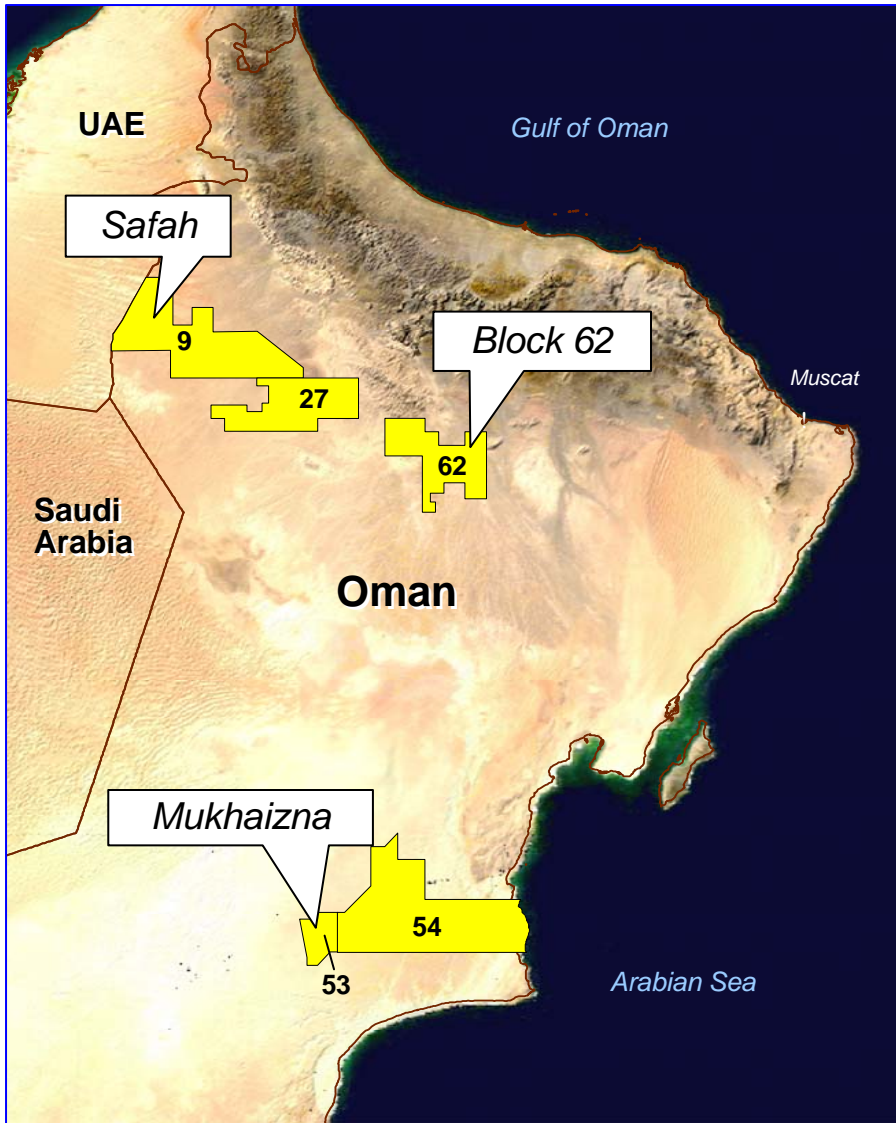 UAE
Gulf of Oman
Safah
9
Block 62
27
Muscat
62
Saudi
Arabia
Oman
Mukhaizna
54
53
Arabian Sea